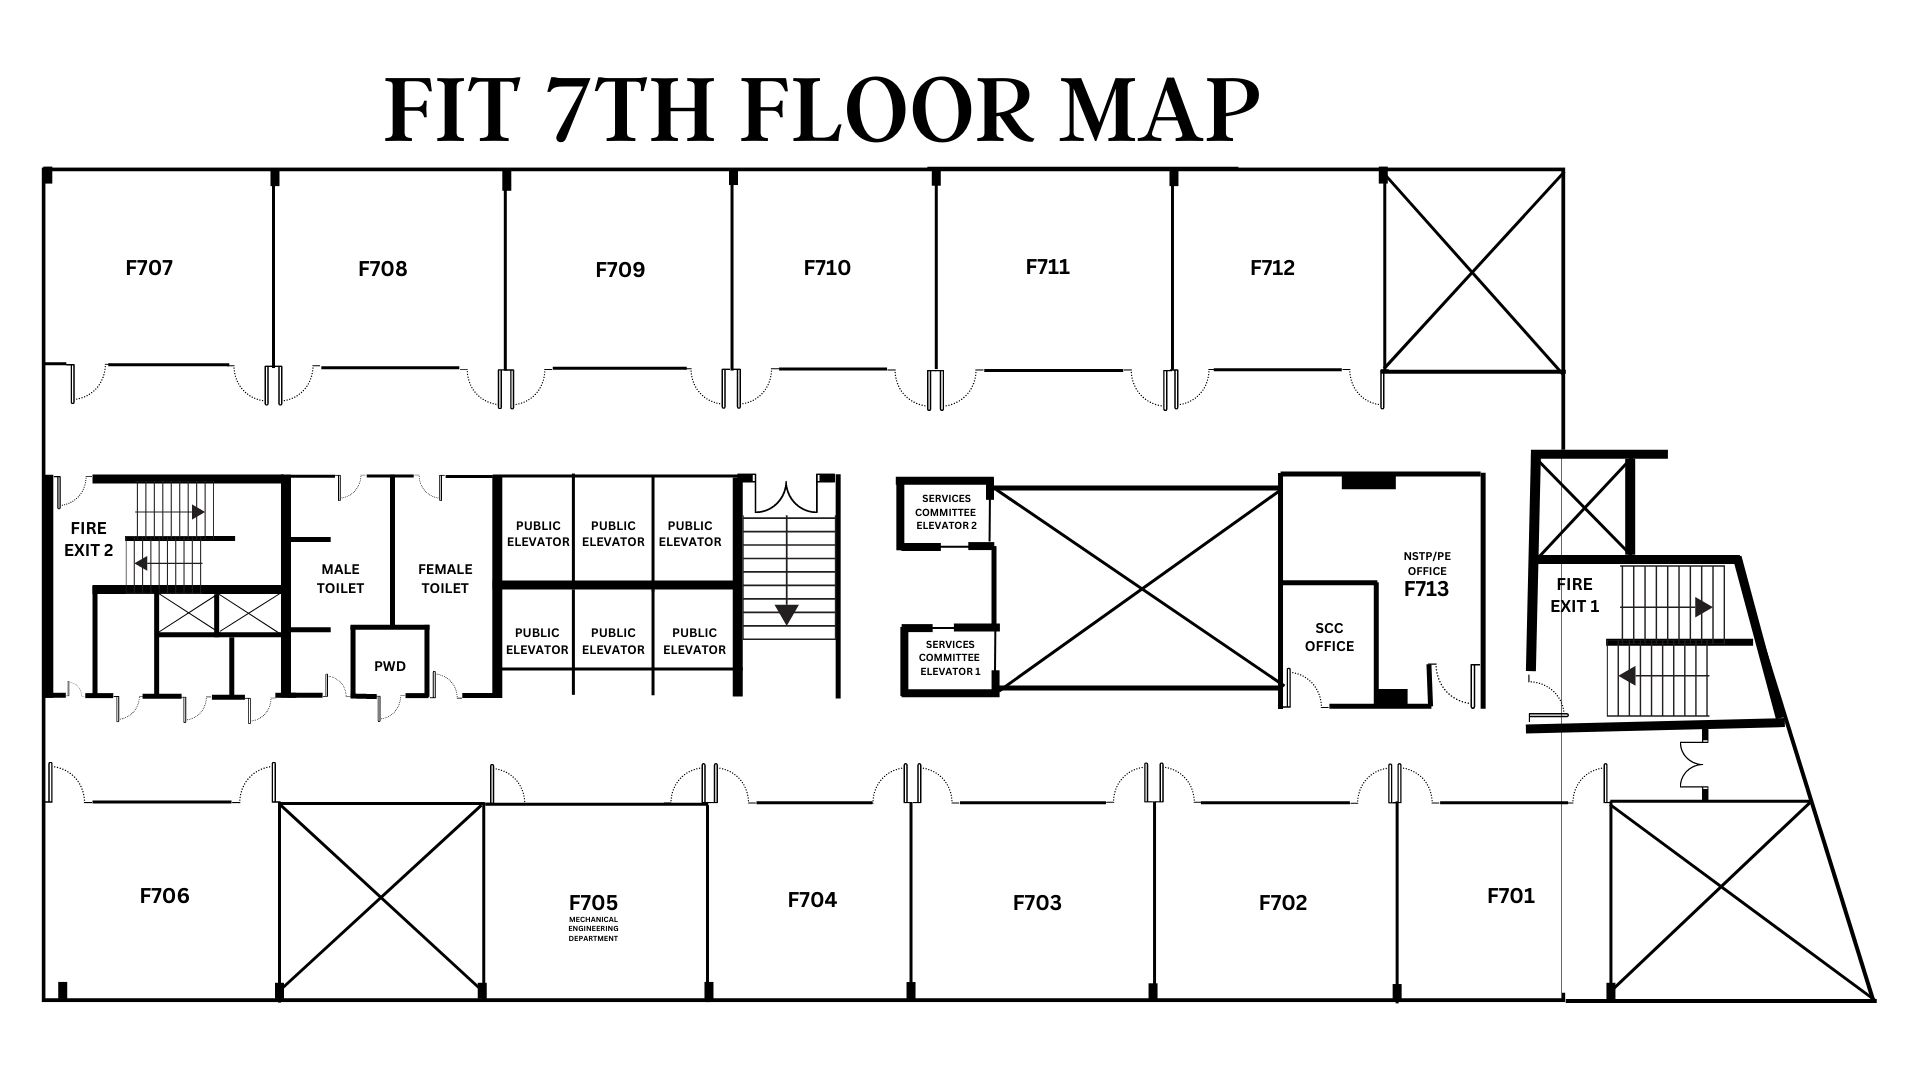 FIT 7TH FLOOR MAP
F707
F708
F709
F710
F711
F712
FIRE
EXIT 2
MALE
TOILET
FEMALE
TOILET
PWD
PUBLIC
ELEVATOR
PUBLIC
ELEVATOR
PUBLIC
ELEVATOR
PUBLIC
ELEVATOR
PUBLIC
ELEVATOR
PUBLIC
ELEVATOR
SERVICES
COMMITTEE
ELEVATOR 2
SERVICES
COMMITTEE
ELEVATOR 1
SCC
OFFICE
NSTP/PE
OFFICE
F713
FIRE
EXIT 1
F706
F705
MECHANICAL
ENGINEERING
DEPARTMENT
F704
F703
F702
F701